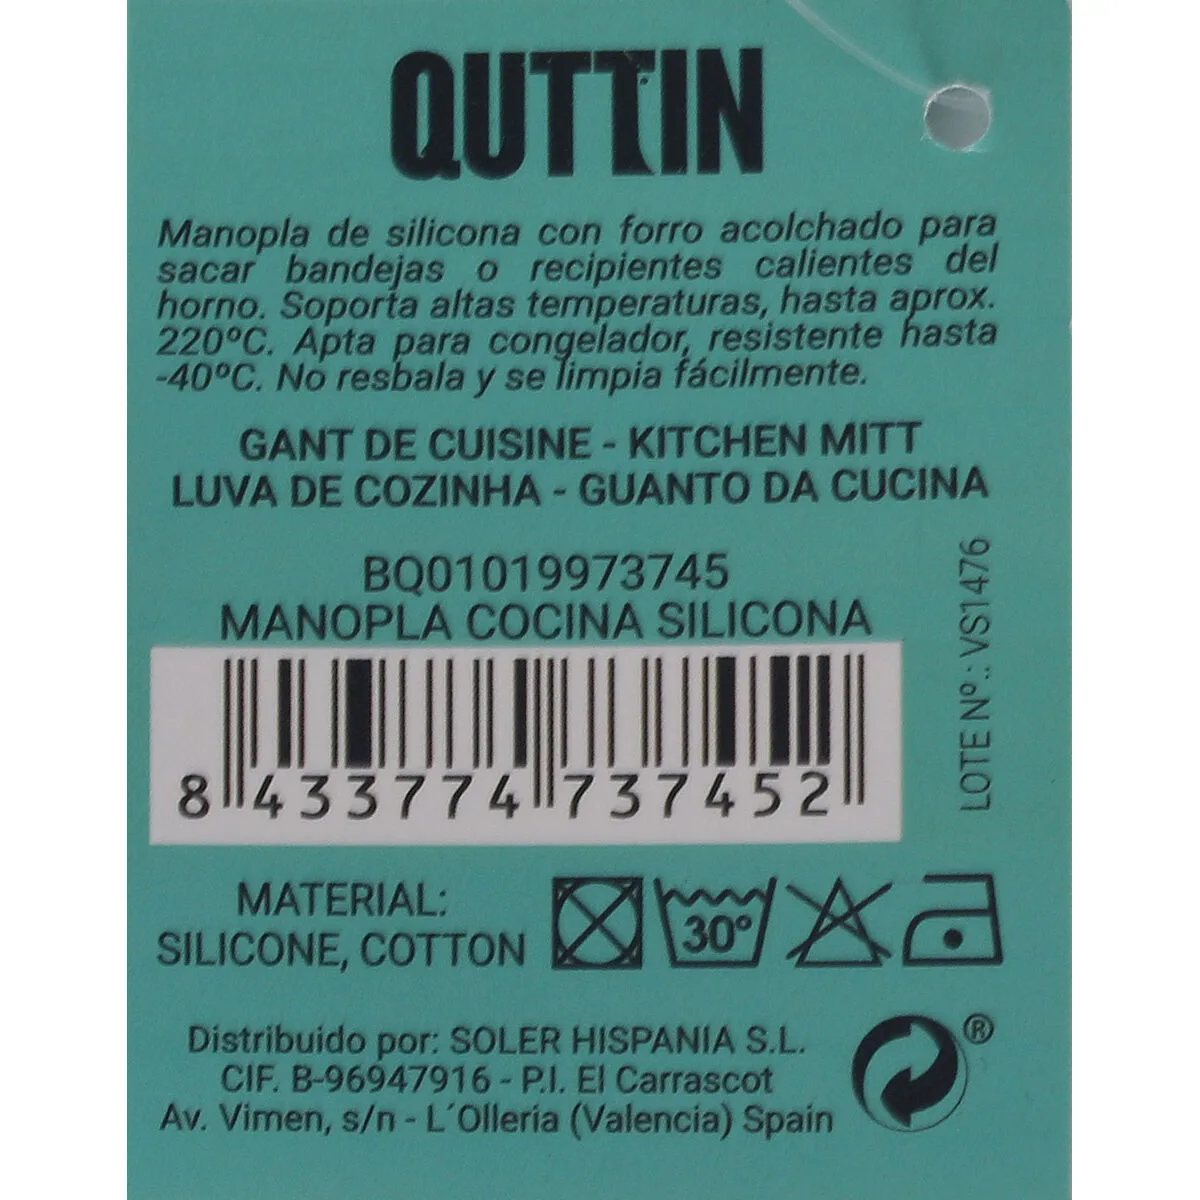 QUTTIN
Manopla de silicona con forro acolchado para
sacar bandejas o recipientes calientes del
horno. Soporta altas temperaturas, hasta aprox.
220ºC. Apta para congelador, resistente hasta
-40ºC. No resbala y se limpia fácilmente.
GANT DE CUISINE - KITCHEN MITT
LUVA DE COZINHA - GUANTO DA CUCINA
BQ01019973745
MANOPLA COCINA SILICONA
8 433774 737452
LOTE Nº.: VS1476
MATERIAL:
SILICONE, COTTON
30º
Distribuido por: SOLER HISPANIA S.L.
CIF. B-96947916 - P.I. El Carrascot
Av. Vimen, s/n - L´Olleria (Valencia) Spain
®